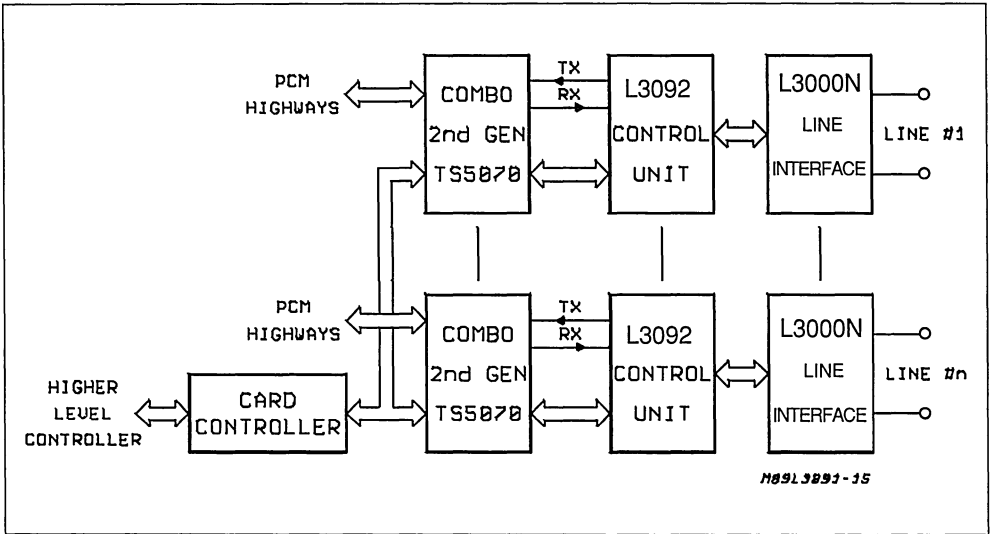 PCM
HIGHWAYS
COMBO
2nd GEN
TS5070
TX
RX
L3092
CONTROL
UNIT
L3000N
LINE
INTERFACE
LINE #1
PCM
HIGHWAYS
COMBO
2nd GEN
TS5070
TX
RX
L3092
CONTROL
UNIT
L3000N
LINE
INTERFACE
LINE #n
HIGHER
LEVEL
CONTROLLER
CARD
CONTROLLER
M89L3091-15